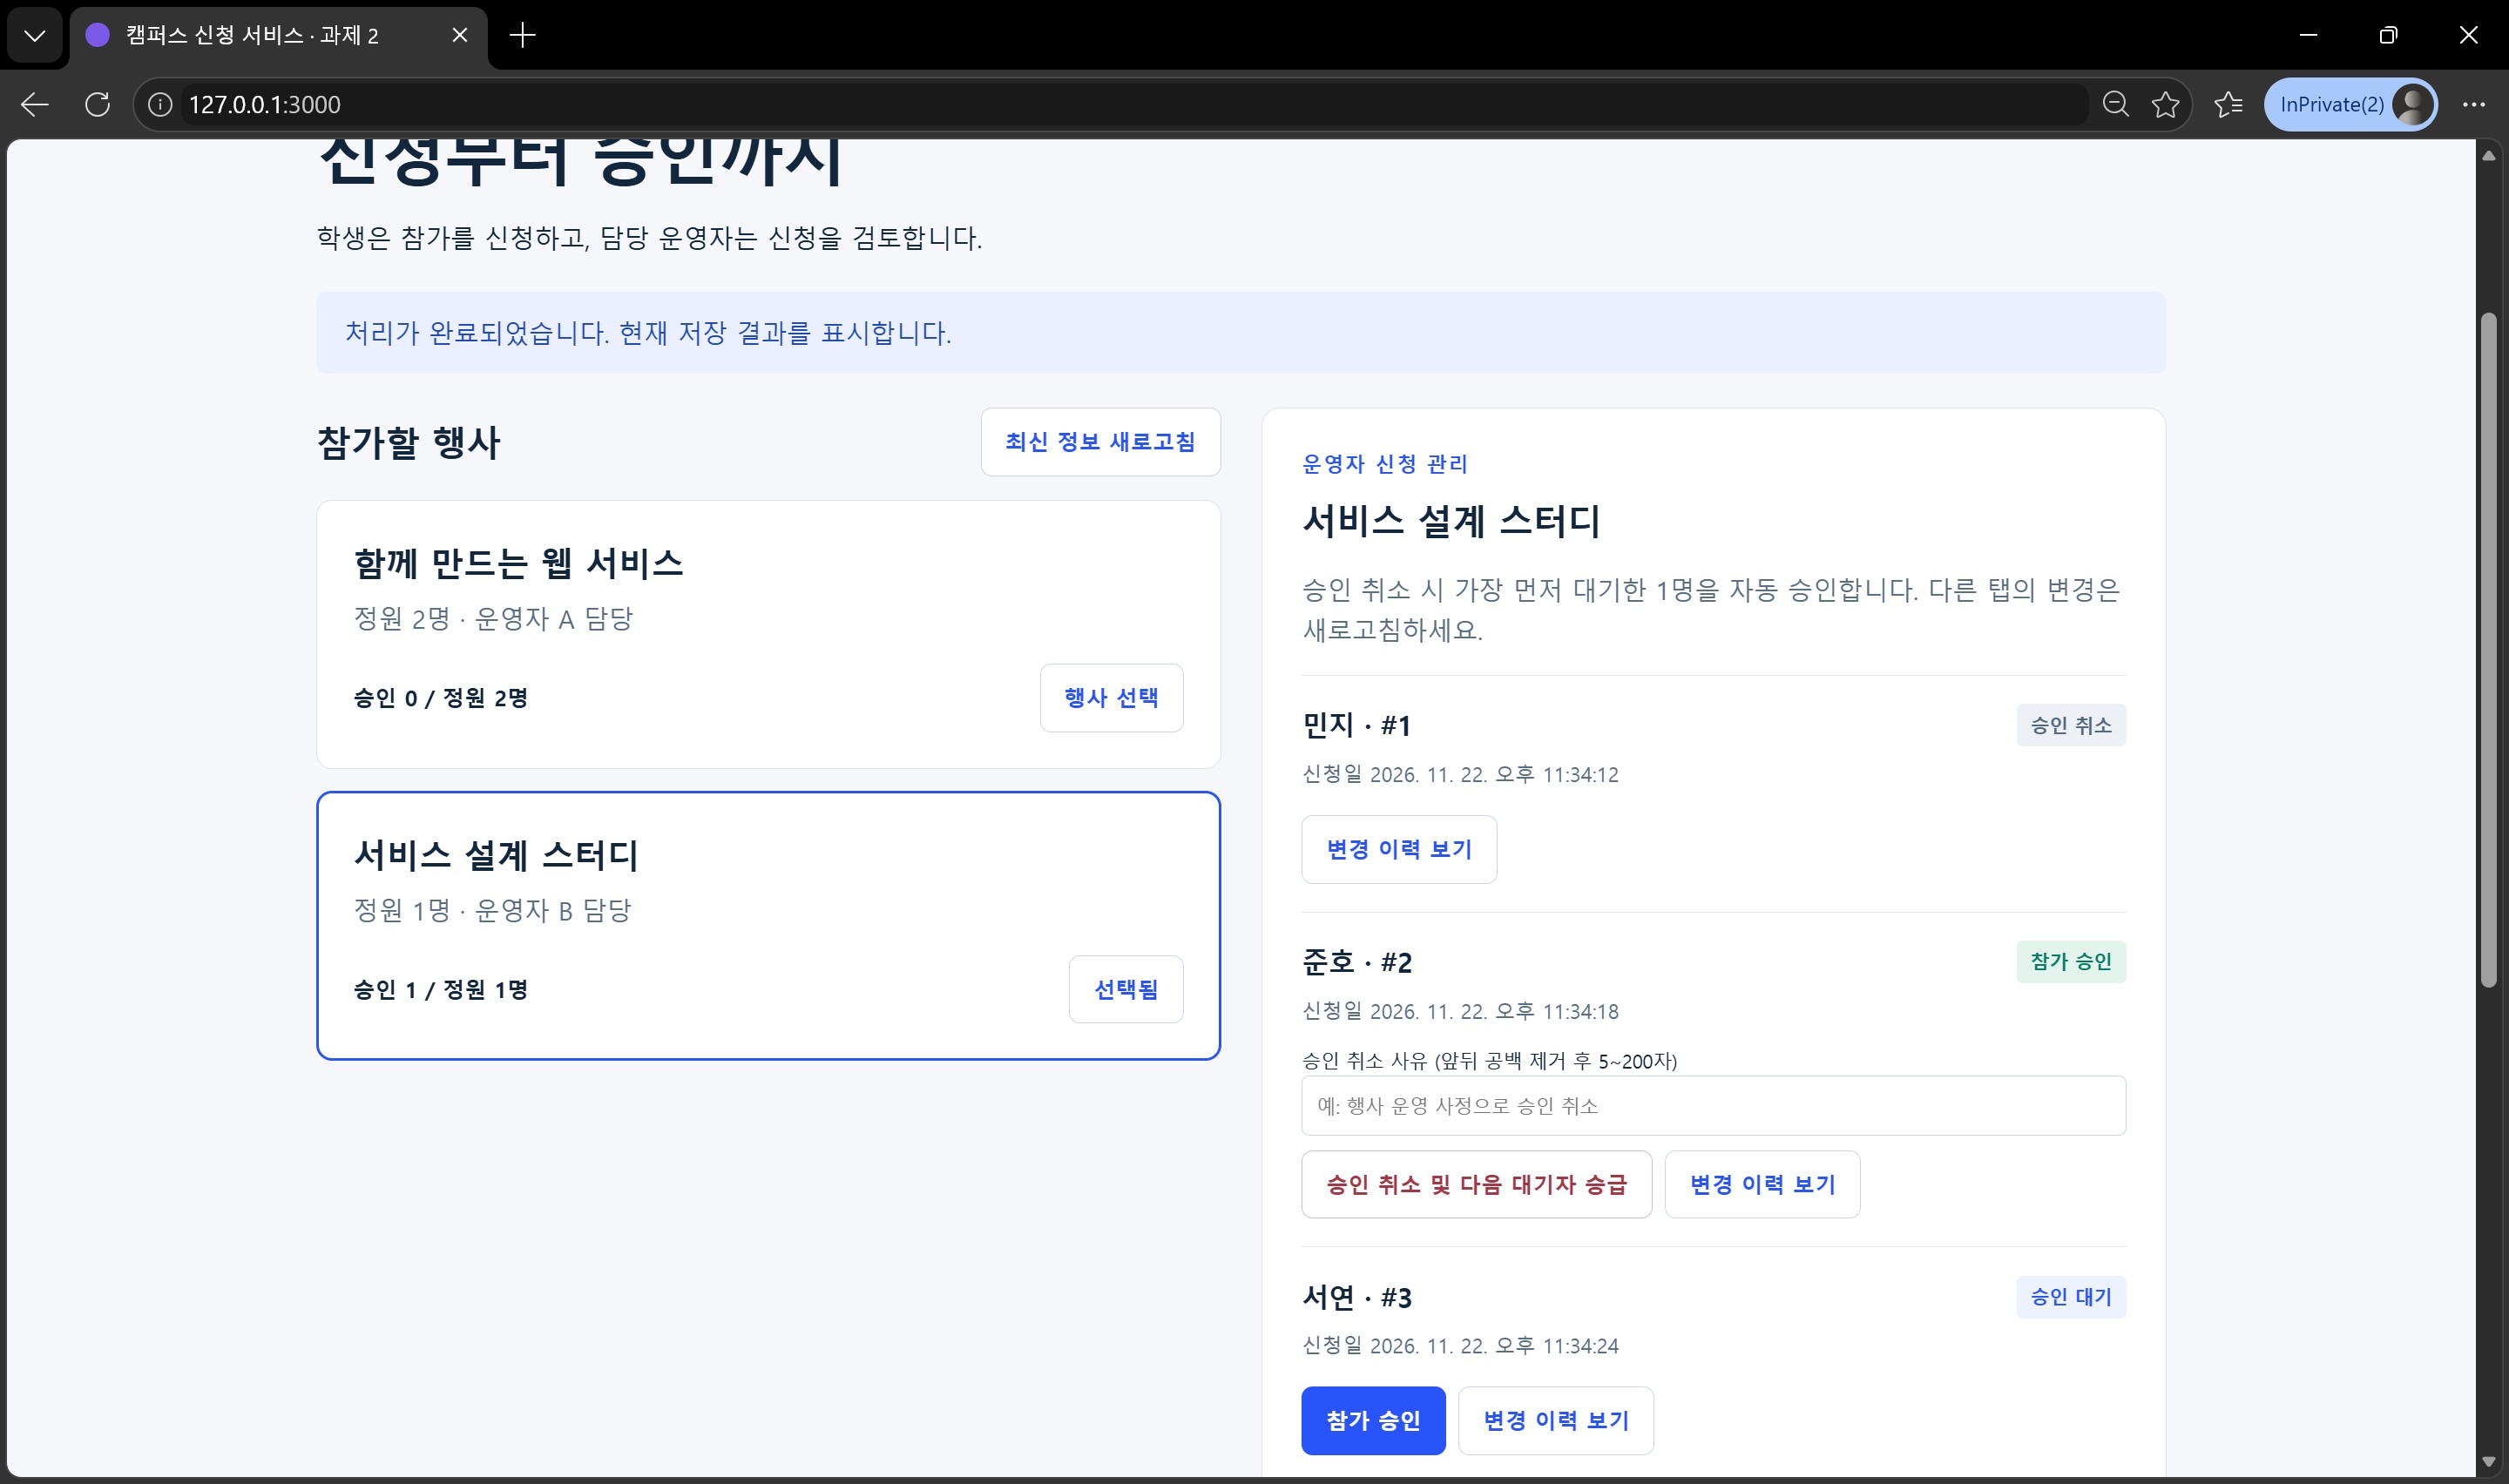 캠퍼스 신청 서비스 · 과제 2
127.0.0.1:3000
InPrivate(2)
신청부터 승인까지
학생은 참가를 신청하고, 담당 운영자는 신청을 검토합니다.
처리가 완료되었습니다. 현재 저장 결과를 표시합니다.
참가할 행사
최신 정보 새로고침
함께 만드는 웹 서비스
정원 2명 · 운영자 A 담당
승인 0 / 정원 2명
행사 선택
서비스 설계 스터디
정원 1명 · 운영자 B 담당
승인 1 / 정원 1명
선택됨
운영자 신청 관리
서비스 설계 스터디
승인 취소 시 가장 먼저 대기한 1명을 자동 승인합니다. 다른 탭의 변경은
새로고침하세요.
민지 · #1
승인 취소
신청일 2026. 11. 22. 오후 11:34:12
변경 이력 보기
준호 · #2
참가 승인
신청일 2026. 11. 22. 오후 11:34:18
승인 취소 사유 (앞뒤 공백 제거 후 5~200자)
예: 행사 운영 사정으로 승인 취소
승인 취소 및 다음 대기자 승급
변경 이력 보기
서연 · #3
승인 대기
신청일 2026. 11. 22. 오후 11:34:24
참가 승인
변경 이력 보기